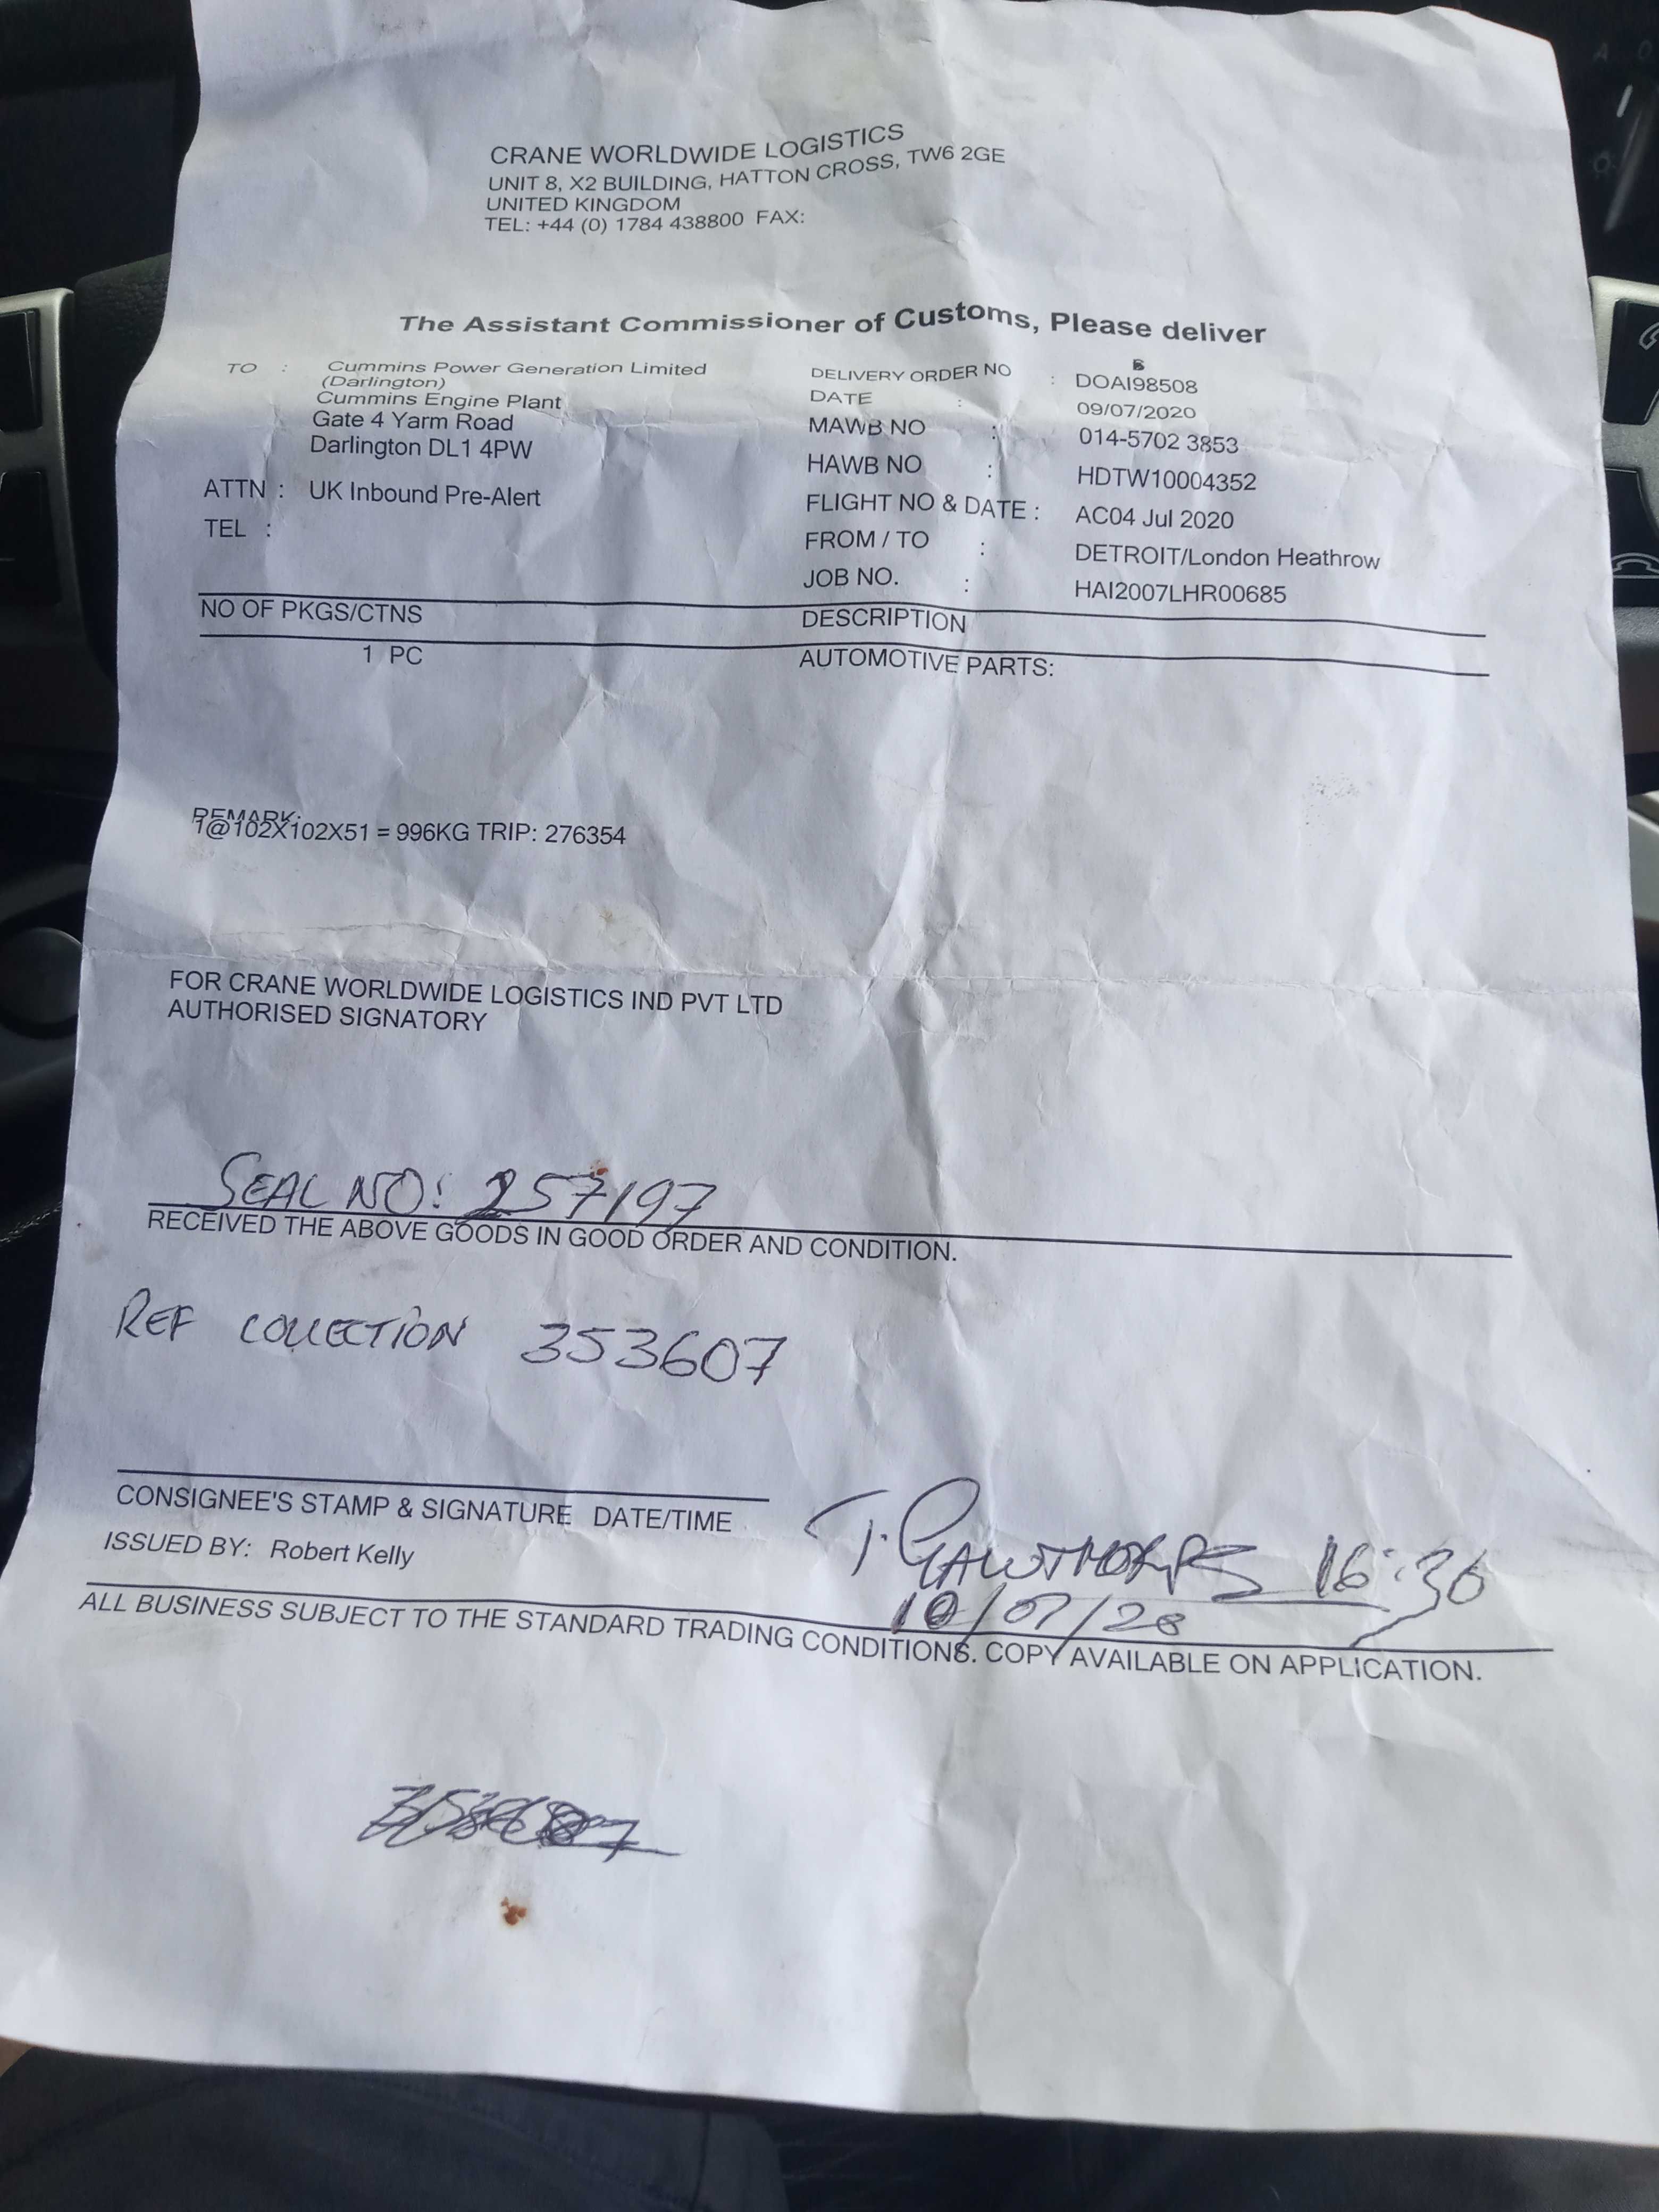 CRANE WORLDWIDE LOGISTICS
UNIT 8, X2 BUILDING, HATTON CROSS, TW6 2GE
UNITED KINGDOM
TEL: +44 (0) 1784 438800 FAX:
The Assistant Commissioner of Customs, Please deliver
TO : Cummins Power Generation Limited
(Darlington)
Cummins Engine Plant
Gate 4 Yarm Road
Darlington DL1 4PW
ATTN : UK Inbound Pre-Alert
TEL :
DELIVERY ORDER NO : DOAI98508
DATE : 09/07/2020
MAWB NO : 014-5702 3853
HAWB NO : HDTW10004352
FLIGHT NO & DATE : AC04 Jul 2020
FROM / TO : DETROIT/London Heathrow
JOB NO. : HAI2007LHR00685
NO OF PKGS/CTNS DESCRIPTION
1 PC AUTOMOTIVE PARTS:
REMARK:
1@102X102X51 = 996KG TRIP: 276354
FOR CRANE WORLDWIDE LOGISTICS IND PVT LTD
AUTHORISED SIGNATORY
SEAL NO: 257197
RECEIVED THE ABOVE GOODS IN GOOD ORDER AND CONDITION.
REF COLLECTION 353607
CONSIGNEE'S STAMP & SIGNATURE DATE/TIME
ISSUED BY: Robert Kelly
T. GAWTHORPE 16:30
10/07/20
ALL BUSINESS SUBJECT TO THE STANDARD TRADING CONDITIONS. COPY AVAILABLE ON APPLICATION.